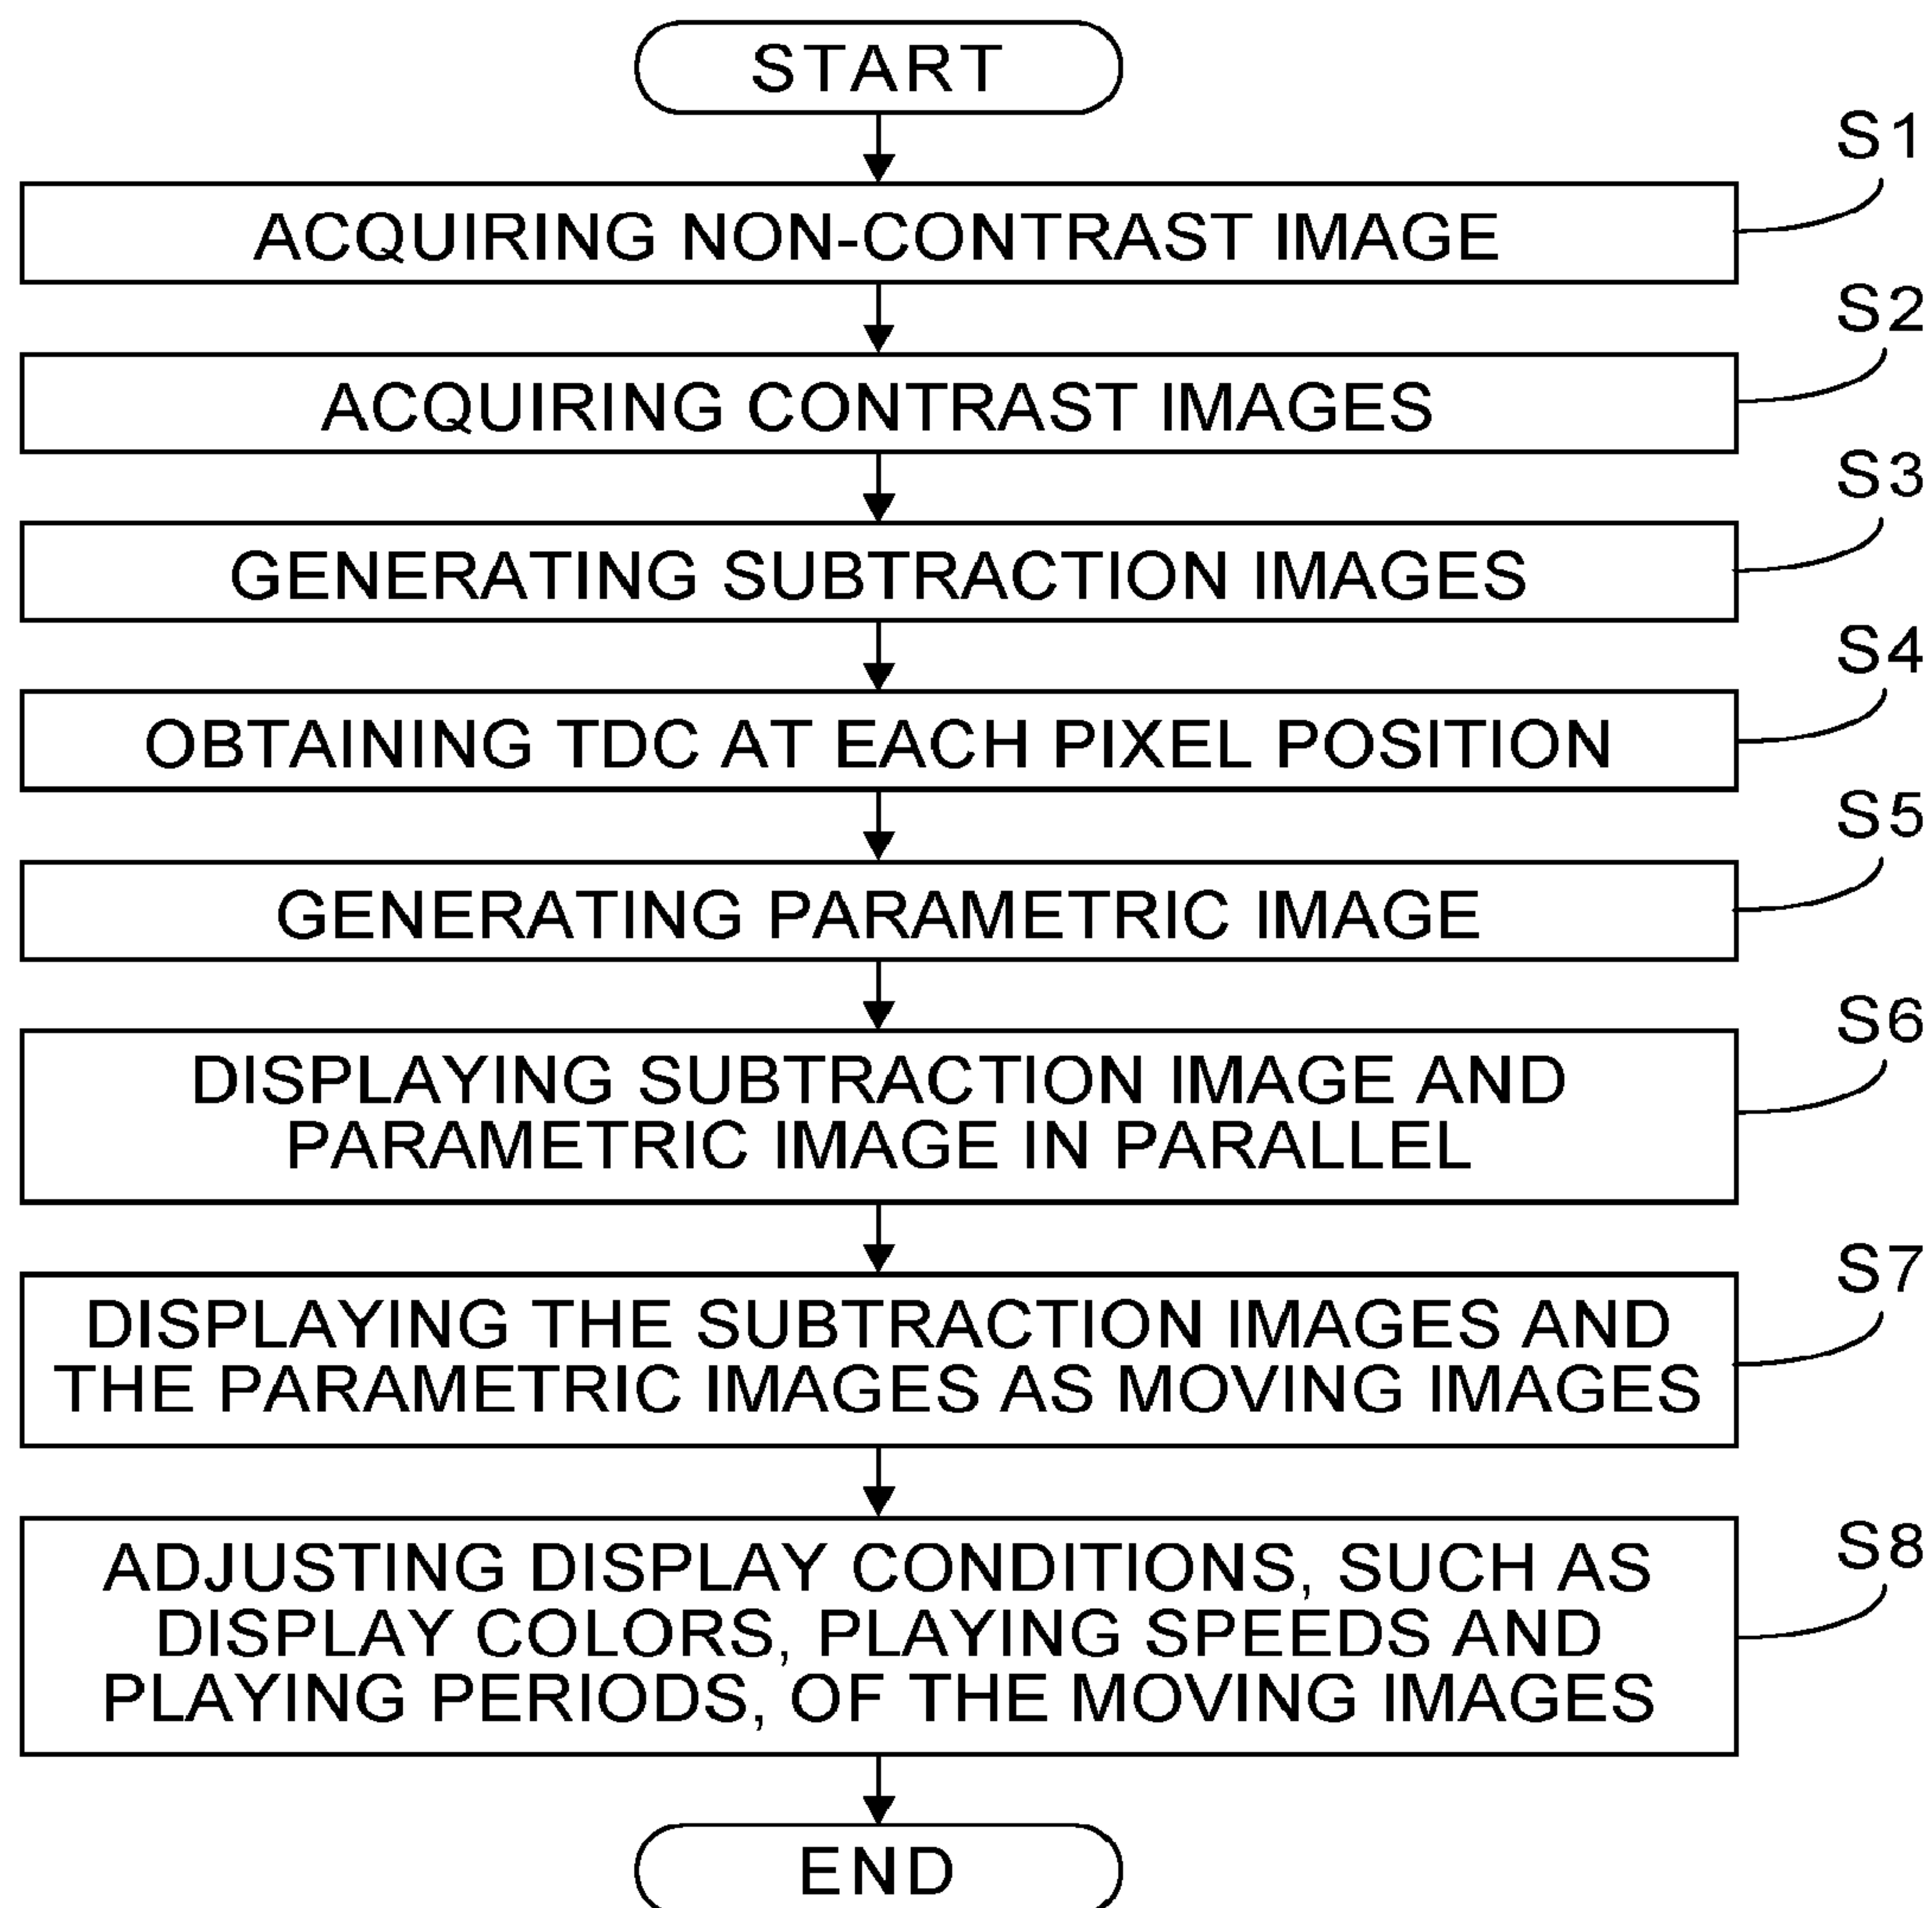 START
S1
ACQUIRING NON-CONTRAST IMAGE
S2
ACQUIRING CONTRAST IMAGES
S3
GENERATING SUBTRACTION IMAGES
S4
OBTAINING TDC AT EACH PIXEL POSITION
S5
GENERATING PARAMETRIC IMAGE
S6
DISPLAYING SUBTRACTION IMAGE AND
PARAMETRIC IMAGE IN PARALLEL
S7
DISPLAYING THE SUBTRACTION IMAGES AND
THE PARAMETRIC IMAGES AS MOVING IMAGES
S8
ADJUSTING DISPLAY CONDITIONS, SUCH AS
DISPLAY COLORS, PLAYING SPEEDS AND
PLAYING PERIODS, OF THE MOVING IMAGES
END